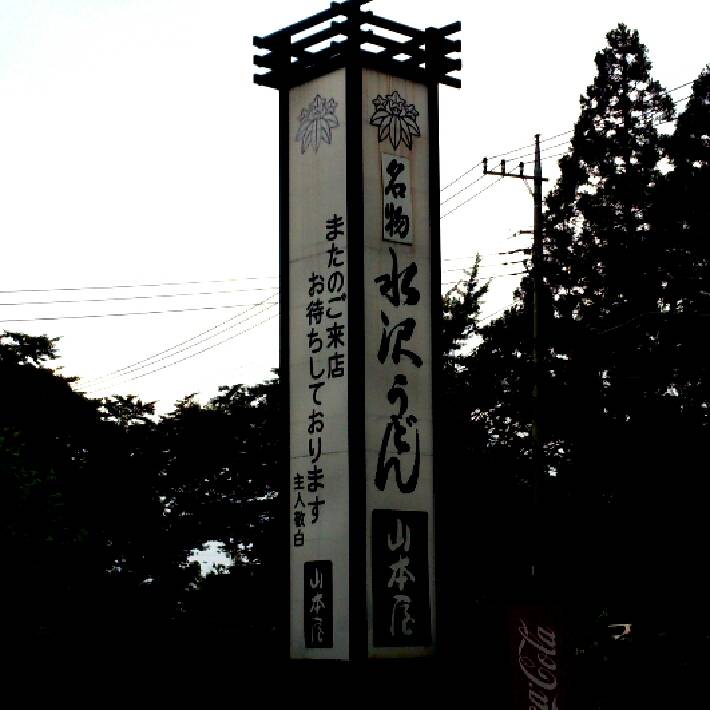 名物
水沢うどん
山本屋
またのご来店
お待ちしております
主人敬白
山本屋
Coca-Cola